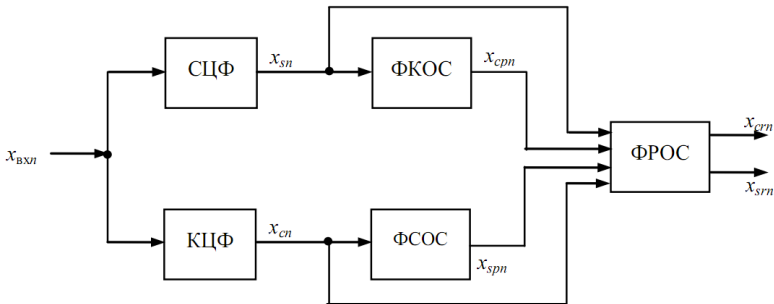 СЦФ
x_sn
ФКОС
x_cpn
x_вхn
ФРОС
x_crn
x_srn
КЦФ
x_cn
ФСОС
x_spn